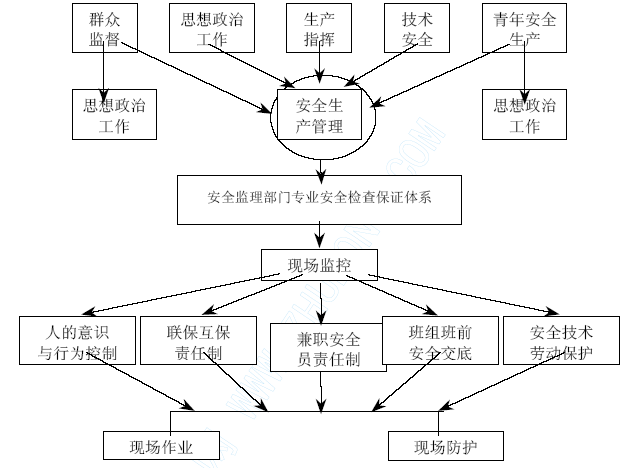 群众
监督
思想政治
工作
生产
指挥
技术
安全
青年安全
生产
思想政治
工作
安全生
产管理
思想政治
工作
安全监理部门专业安全检查保证体系
现场监控
人的意识
与行为控制
联保互保
责任制
兼职安全
员责任制
班组班前
安全交底
安全技术
劳动保护
现场作业
现场防护